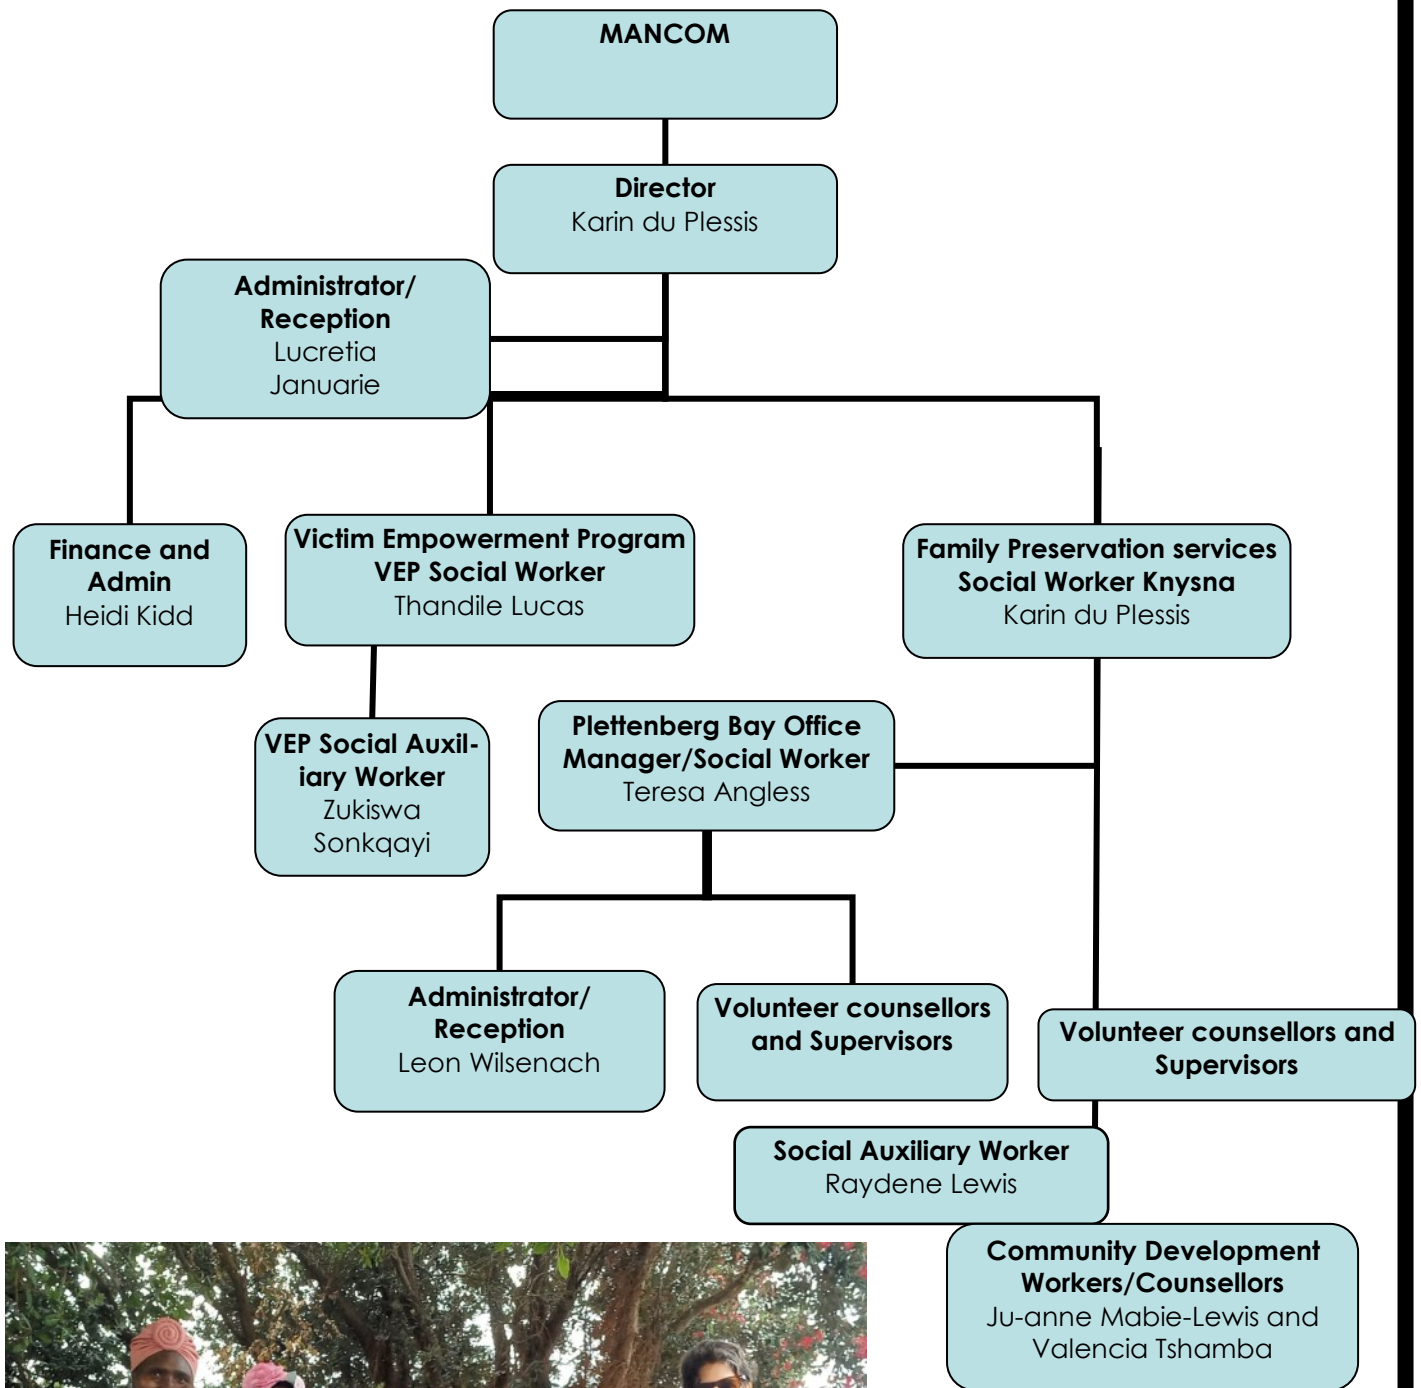 MANCOM
Director
Karin du Plessis
Administrator/
Reception
Lucretia
Januarie
Finance and
Admin
Heidi Kidd
Victim Empowerment Program
VEP Social Worker
Thandile Lucas
Family Preservation services
Social Worker Knysna
Karin du Plessis
VEP Social Auxil-
iary Worker
Zukiswa
Sonkqayi
Plettenberg Bay Office
Manager/Social Worker
Teresa Angless
Administrator/
Reception
Leon Wilsenach
Volunteer counsellors
and Supervisors
Volunteer counsellors and
Supervisors
Social Auxiliary Worker
Raydene Lewis
Community Development
Workers/Counsellors
Ju-anne Mabie-Lewis and
Valencia Tshamba